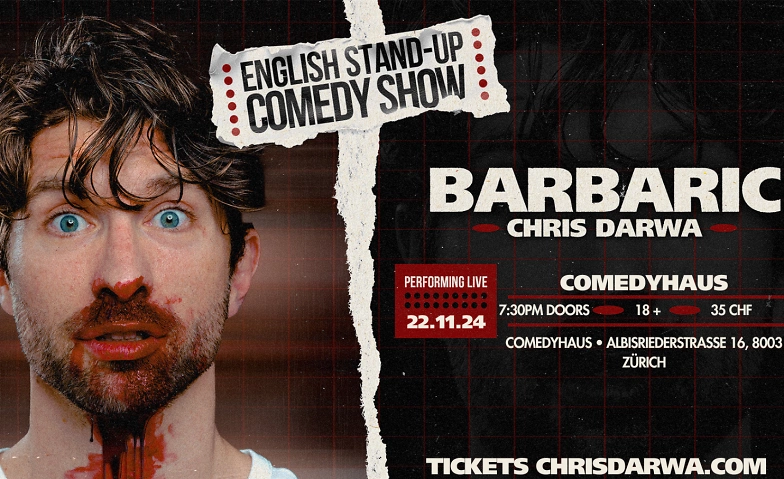 ENGLISH STAND-UP
COMEDY SHOW
BARBARIC
CHRIS DARWA
PERFORMING LIVE
22.11.24
COMEDYHAUS
7:30PM DOORS 18 + 35 CHF
COMEDYHAUS • ALBISRIEDERSTRASSE 16, 8003
ZÜRICH
TICKETS CHRISDARWA.COM